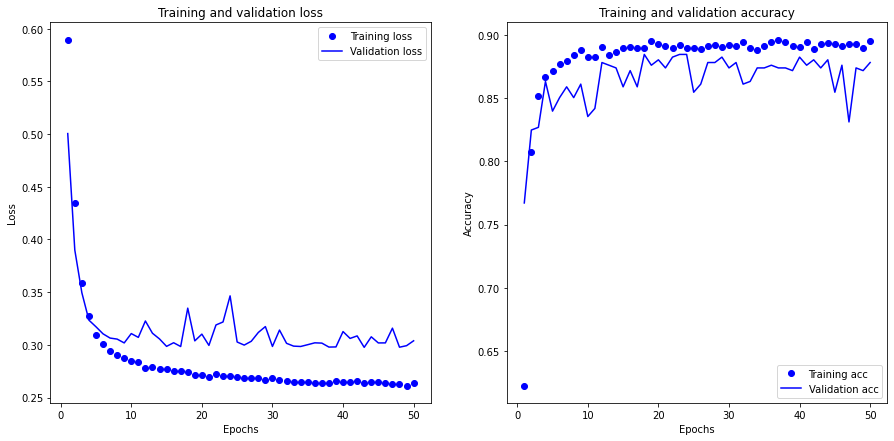 Training and validation loss
Training loss
Validation loss
0.60
0.55
0.50
0.45
0.40
0.35
0.30
0.25
Loss
0 10 20 30 40 50
Epochs
Training and validation accuracy
0.90
0.85
0.80
0.75
0.70
0.65
Accuracy
Training acc
Validation acc
0 10 20 30 40 50
Epochs